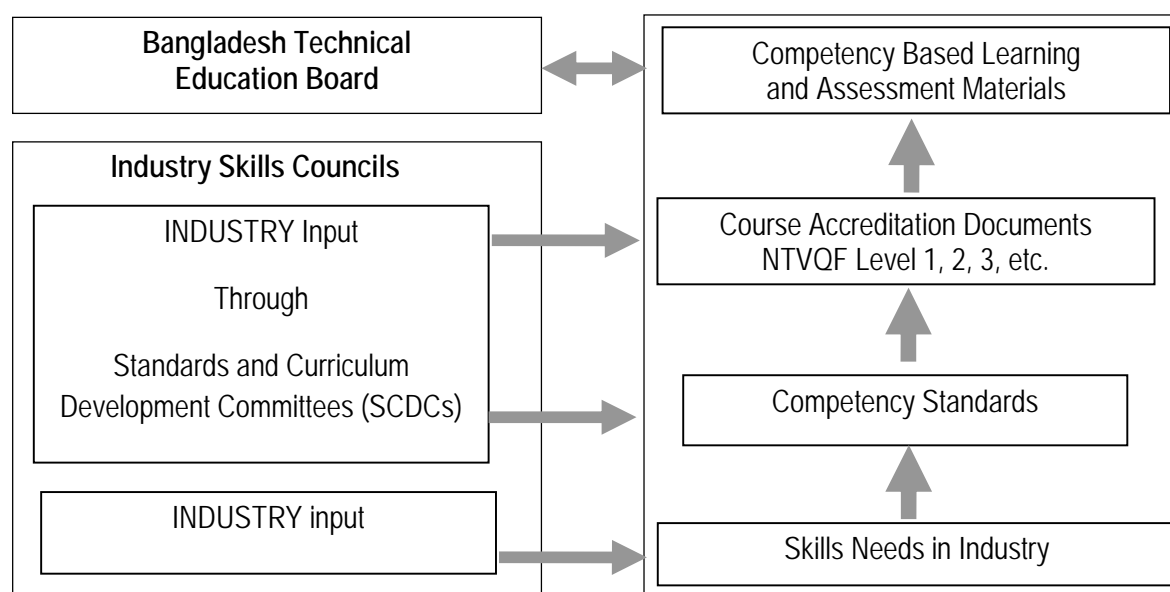 Bangladesh Technical
Education Board
Industry Skills Councils
INDUSTRY Input
Through
Standards and Curriculum
Development Committees (SCDCs)
INDUSTRY input
Competency Based Learning
and Assessment Materials
Course Accreditation Documents
NTVQF Level 1, 2, 3, etc.
Competency Standards
Skills Needs in Industry